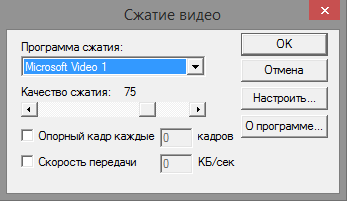 Сжатие видео
Программа сжатия:
Microsoft Video 1
Качество сжатия: 75
Опорный кадр каждые 0 кадров
Скорость передачи 0 КБ/сек
OK
Отмена
Настроить...
О программе...